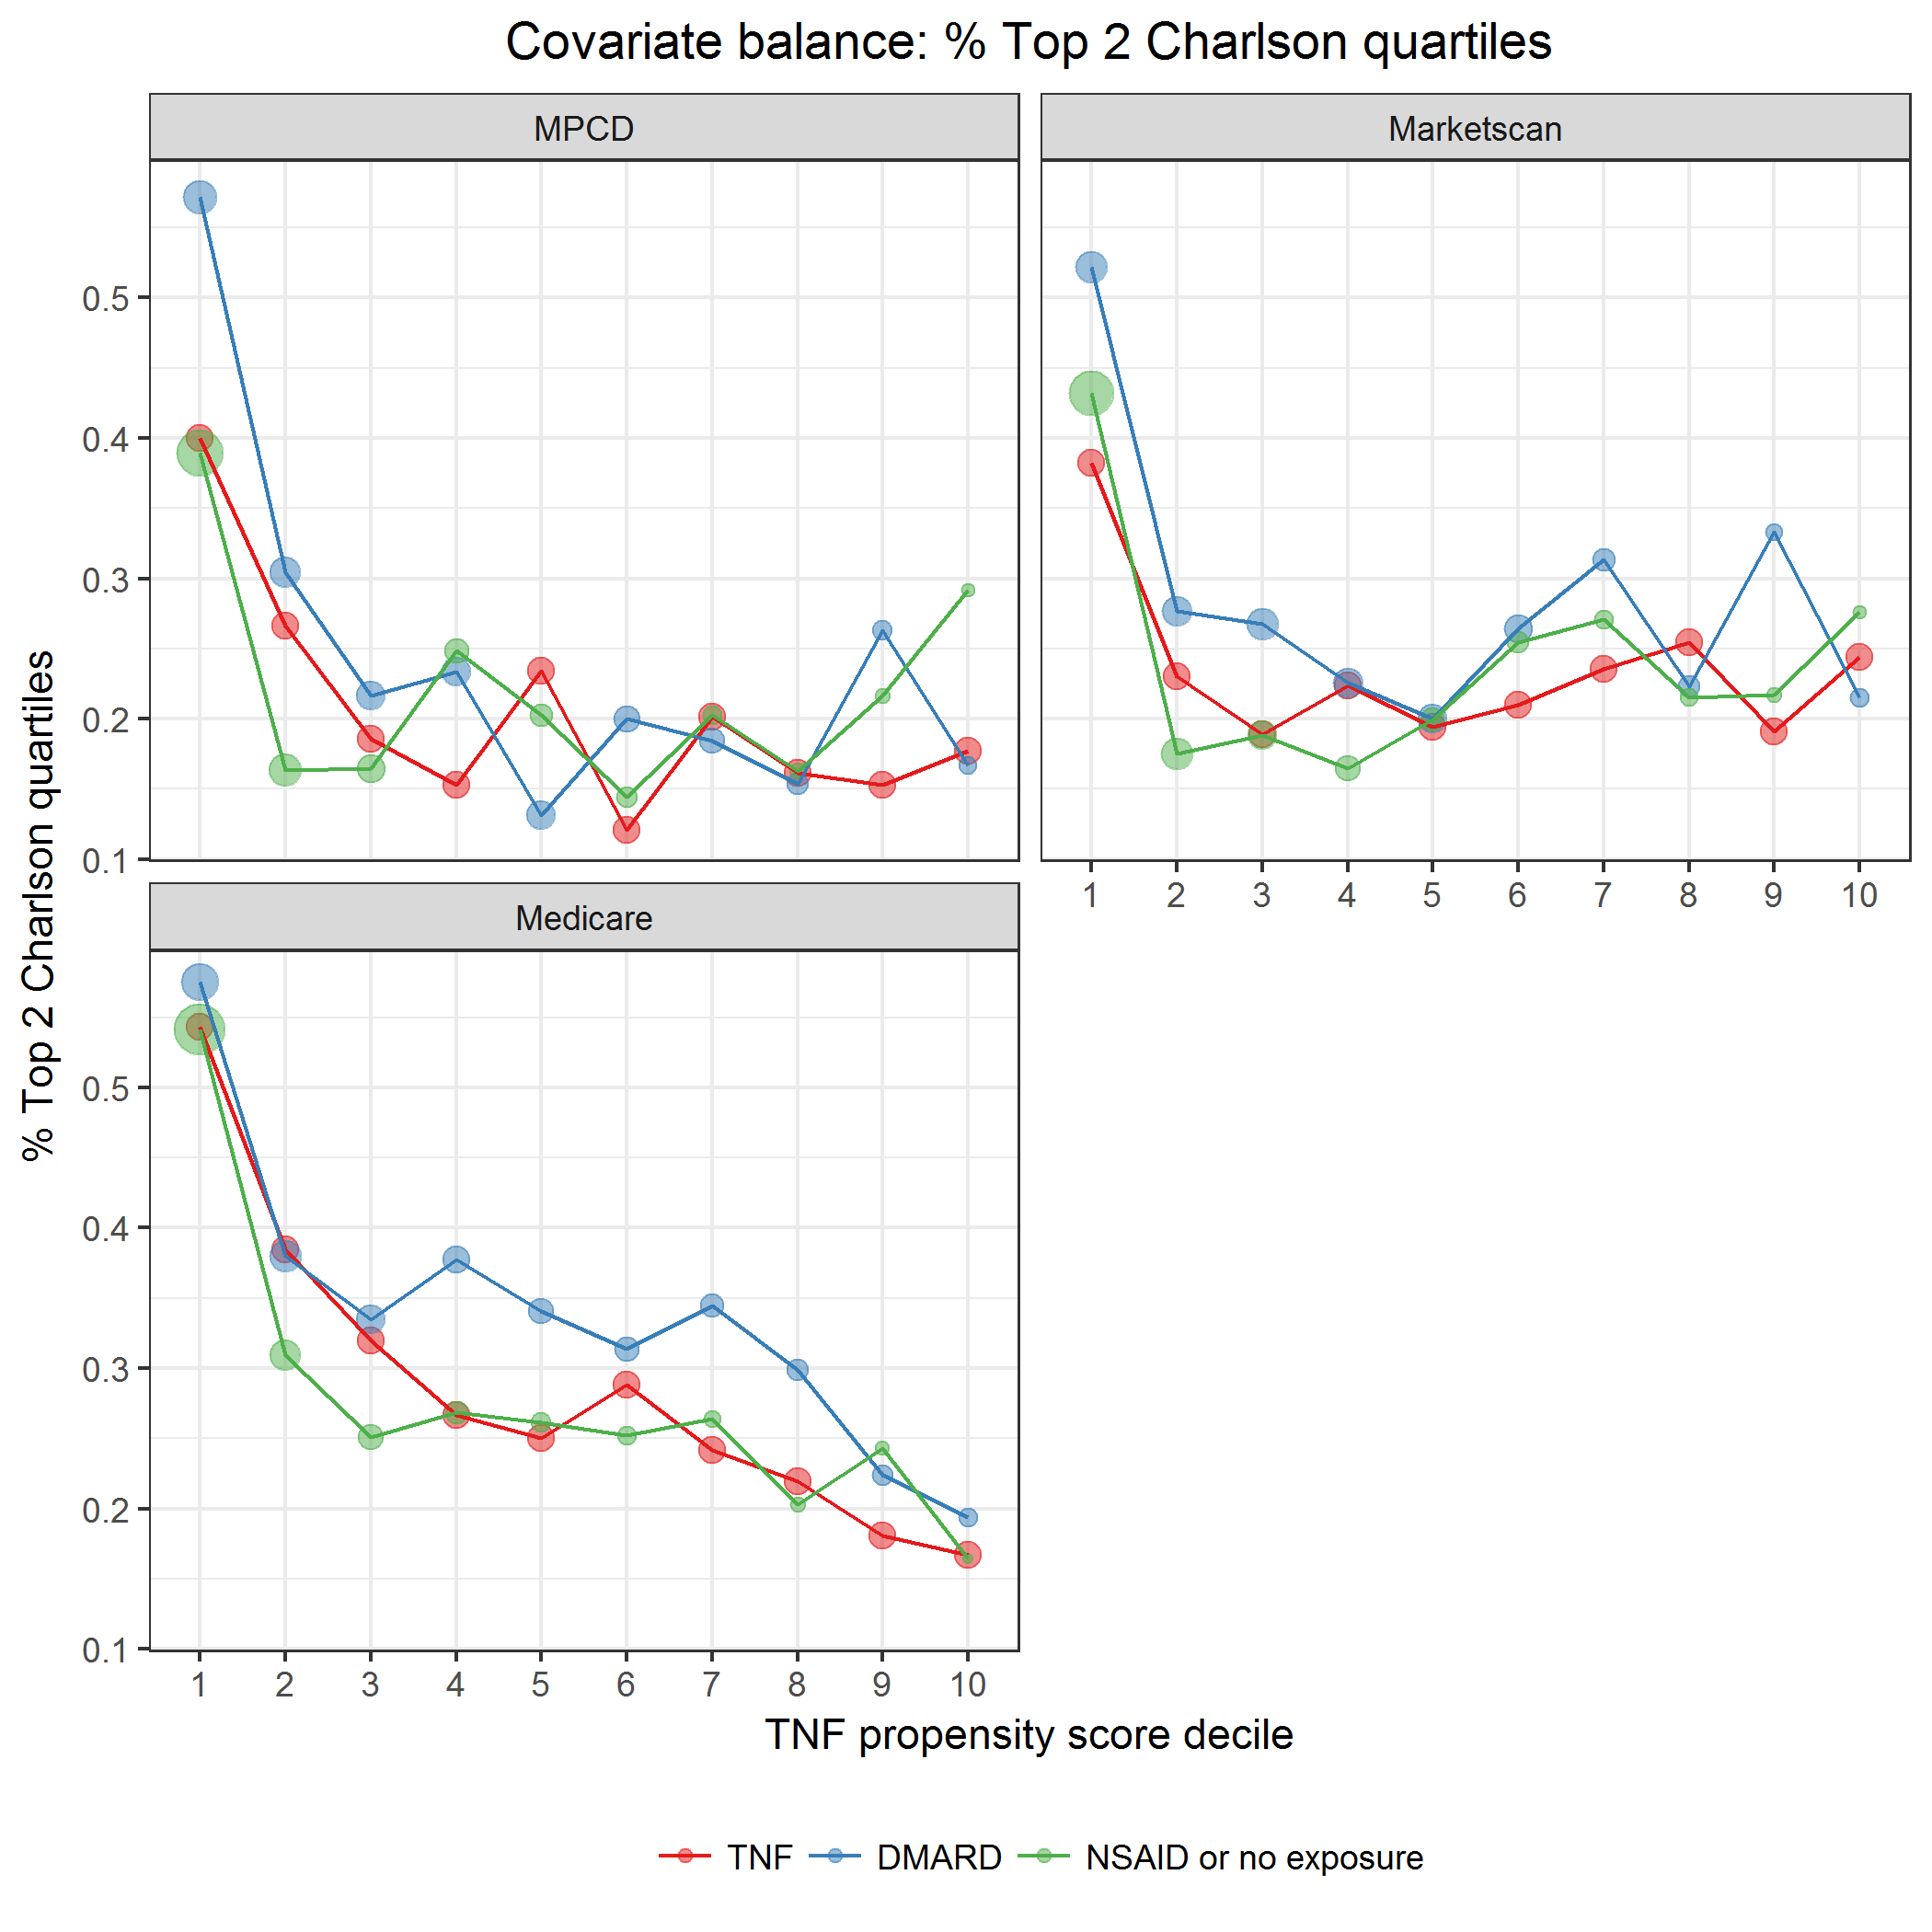 Covariate balance: % Top 2 Charlson quartiles
MPCD
Marketscan
0.5
0.4
0.3
0.2
0.1
1 2 3 4 5 6 7 8 9 10
Medicare
0.5
0.4
0.3
0.2
0.1
1 2 3 4 5 6 7 8 9 10
% Top 2 Charlson quartiles
TNF propensity score decile
TNF DMARD NSAID or no exposure